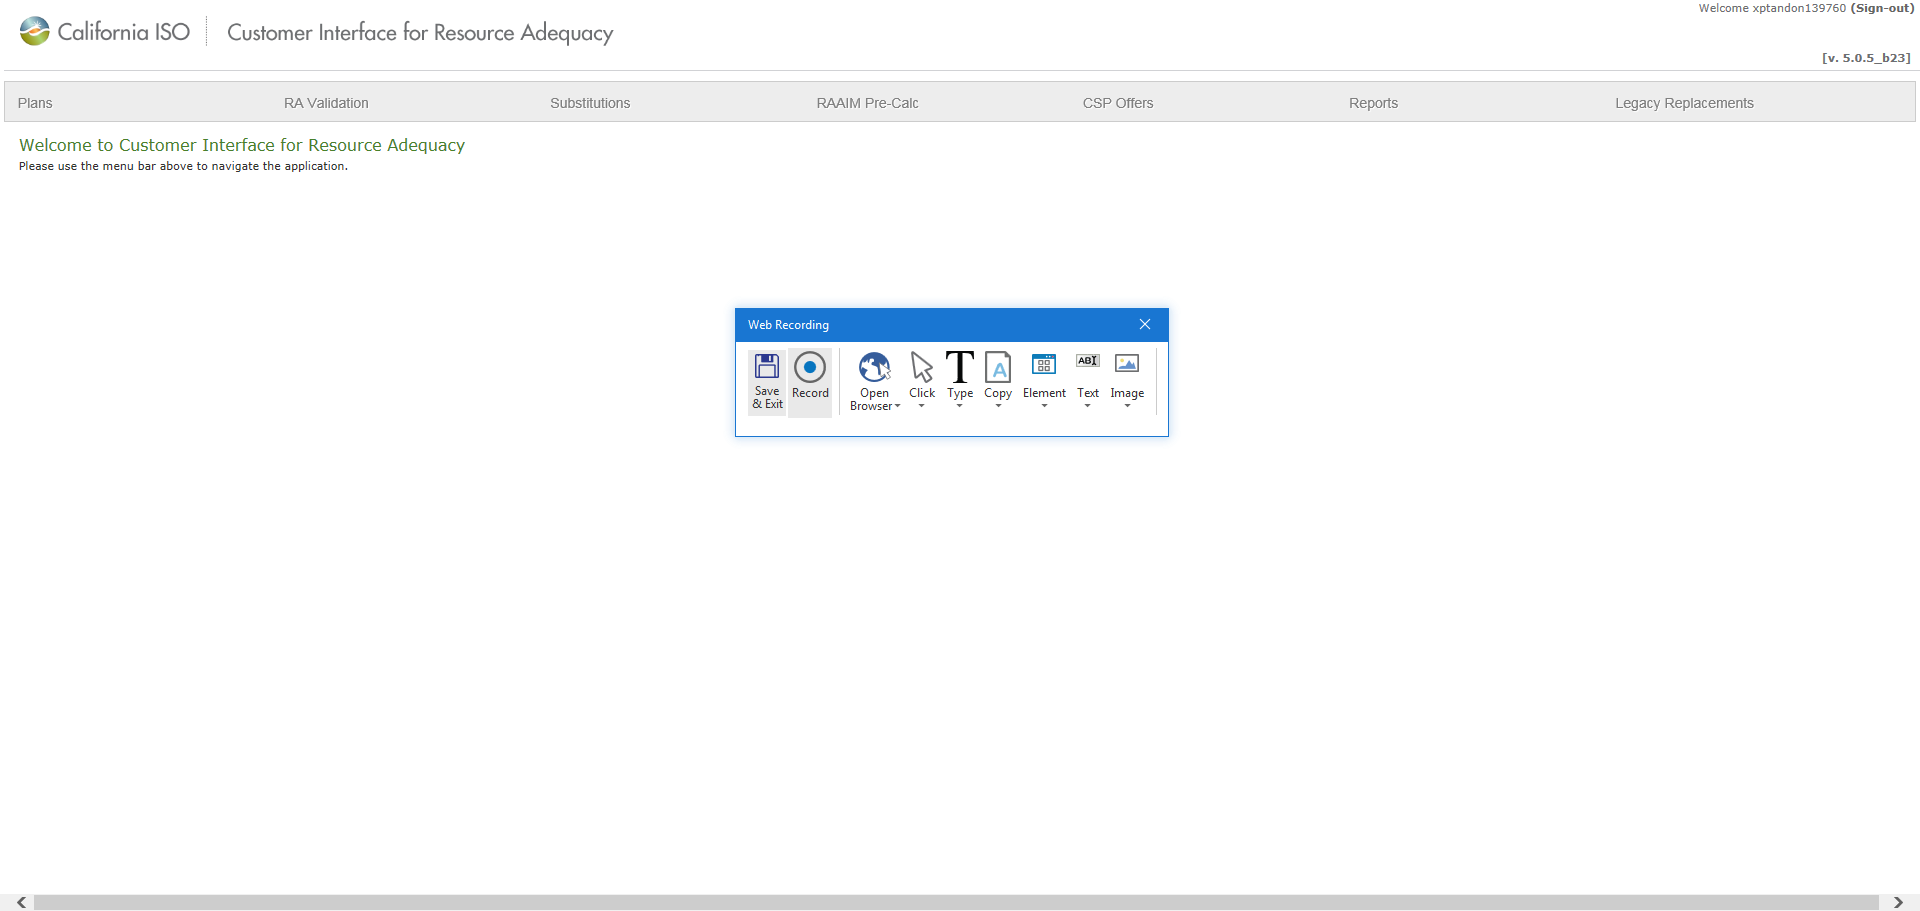 Welcome xptandon139760 (Sign-out)
California ISO
Customer Interface for Resource Adequacy
[v. 5.0.5_b23]
Plans RA Validation Substitutions RAAIM Pre-Calc CSP Offers Reports Legacy Replacements
Welcome to Customer Interface for Resource Adequacy
Please use the menu bar above to navigate the application.
Web Recording
Save & Exit
Record
Open Browser
Click
Type
Copy
Element
Text
Image
ABI
A